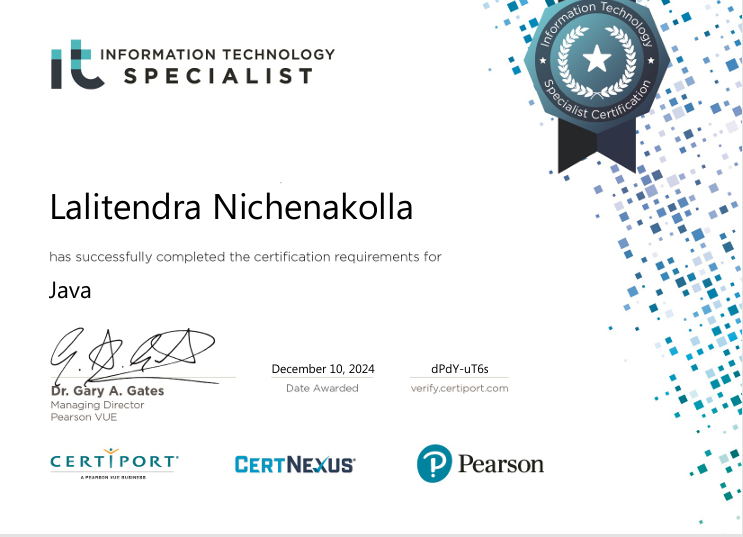 it INFORMATION TECHNOLOGY
SPECIALIST
Information Technology
Specialist Certification
Lalitendra Nichenakolla
has successfully completed the certification requirements for
Java
Dr. Gary A. Gates
Managing Director
Pearson VUE
December 10, 2024
Date Awarded
dPdY-uT6s
verify.certiport.com
CERTIPORT
A PEARSON VUE BUSINESS
CERTNEXUS
P Pearson